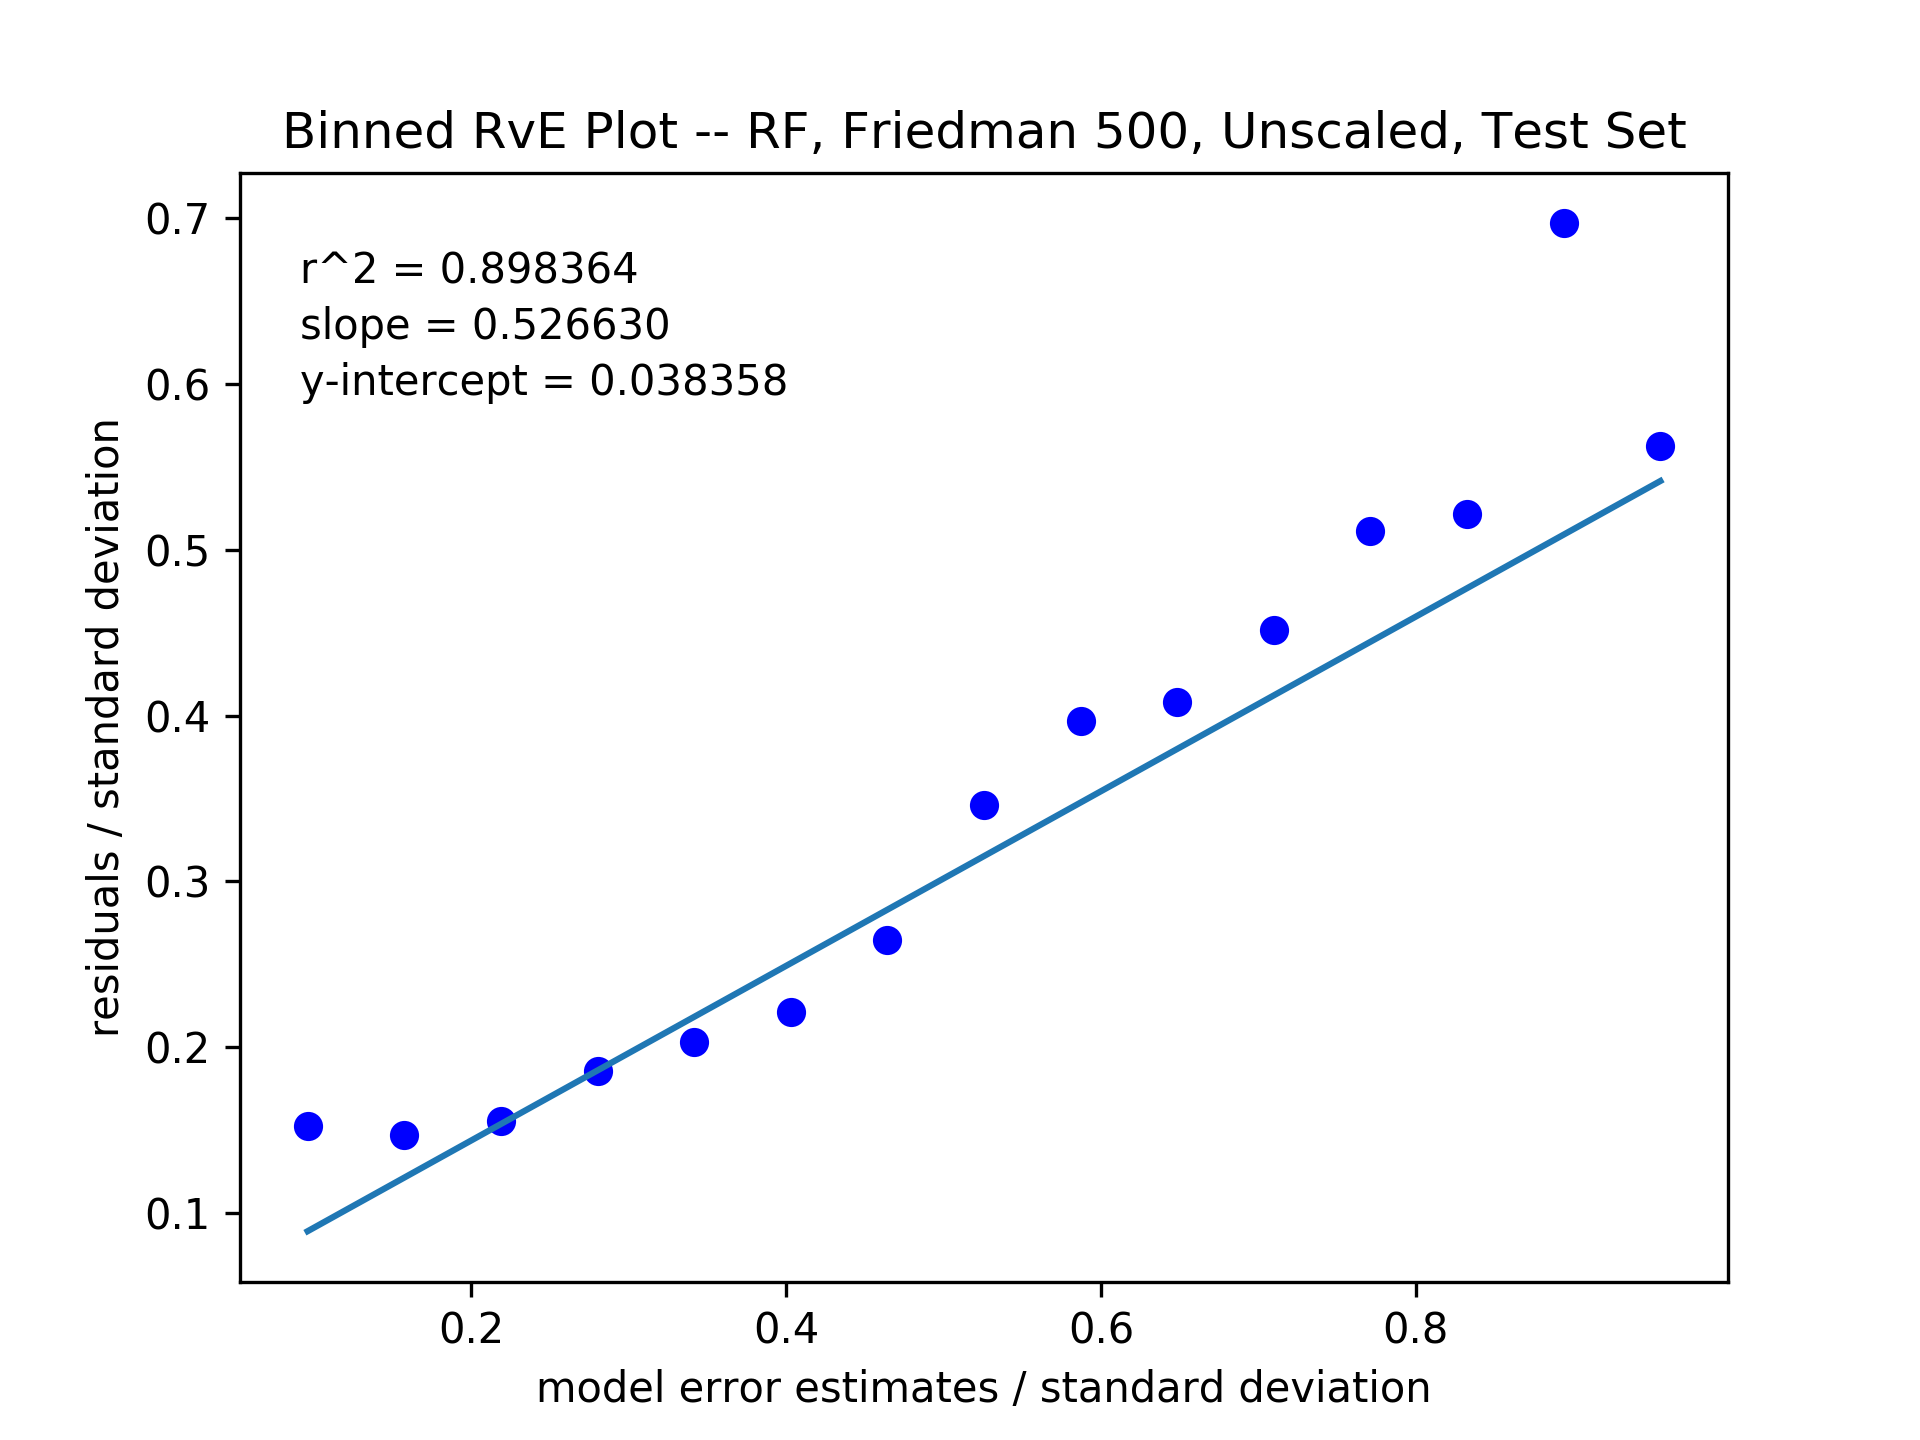 Binned RvE Plot -- RF, Friedman 500, Unscaled, Test Set
r^2 = 0.898364
slope = 0.526630
y-intercept = 0.038358
residuals / standard deviation
0.7
0.6
0.5
0.4
0.3
0.2
0.1
0.2
0.4
0.6
0.8
model error estimates / standard deviation